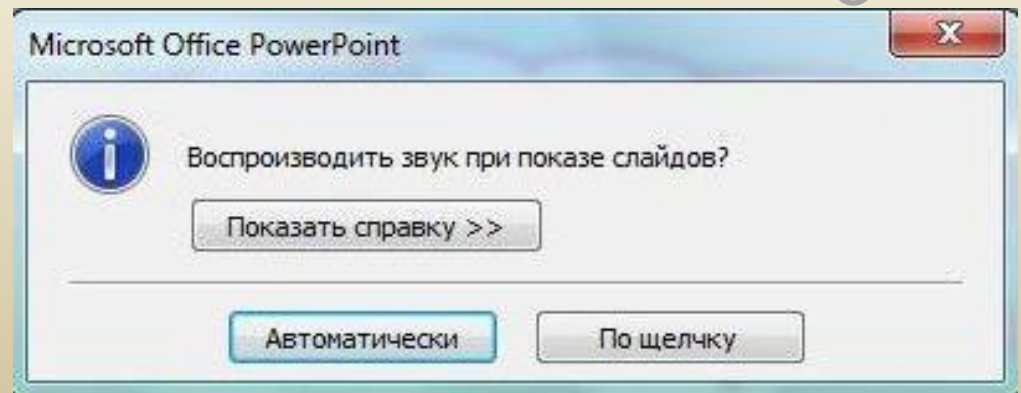 Microsoft Office PowerPoint
Воспроизводить звук при показе слайдов?
Показать справку >>
Автоматически
По щелчку